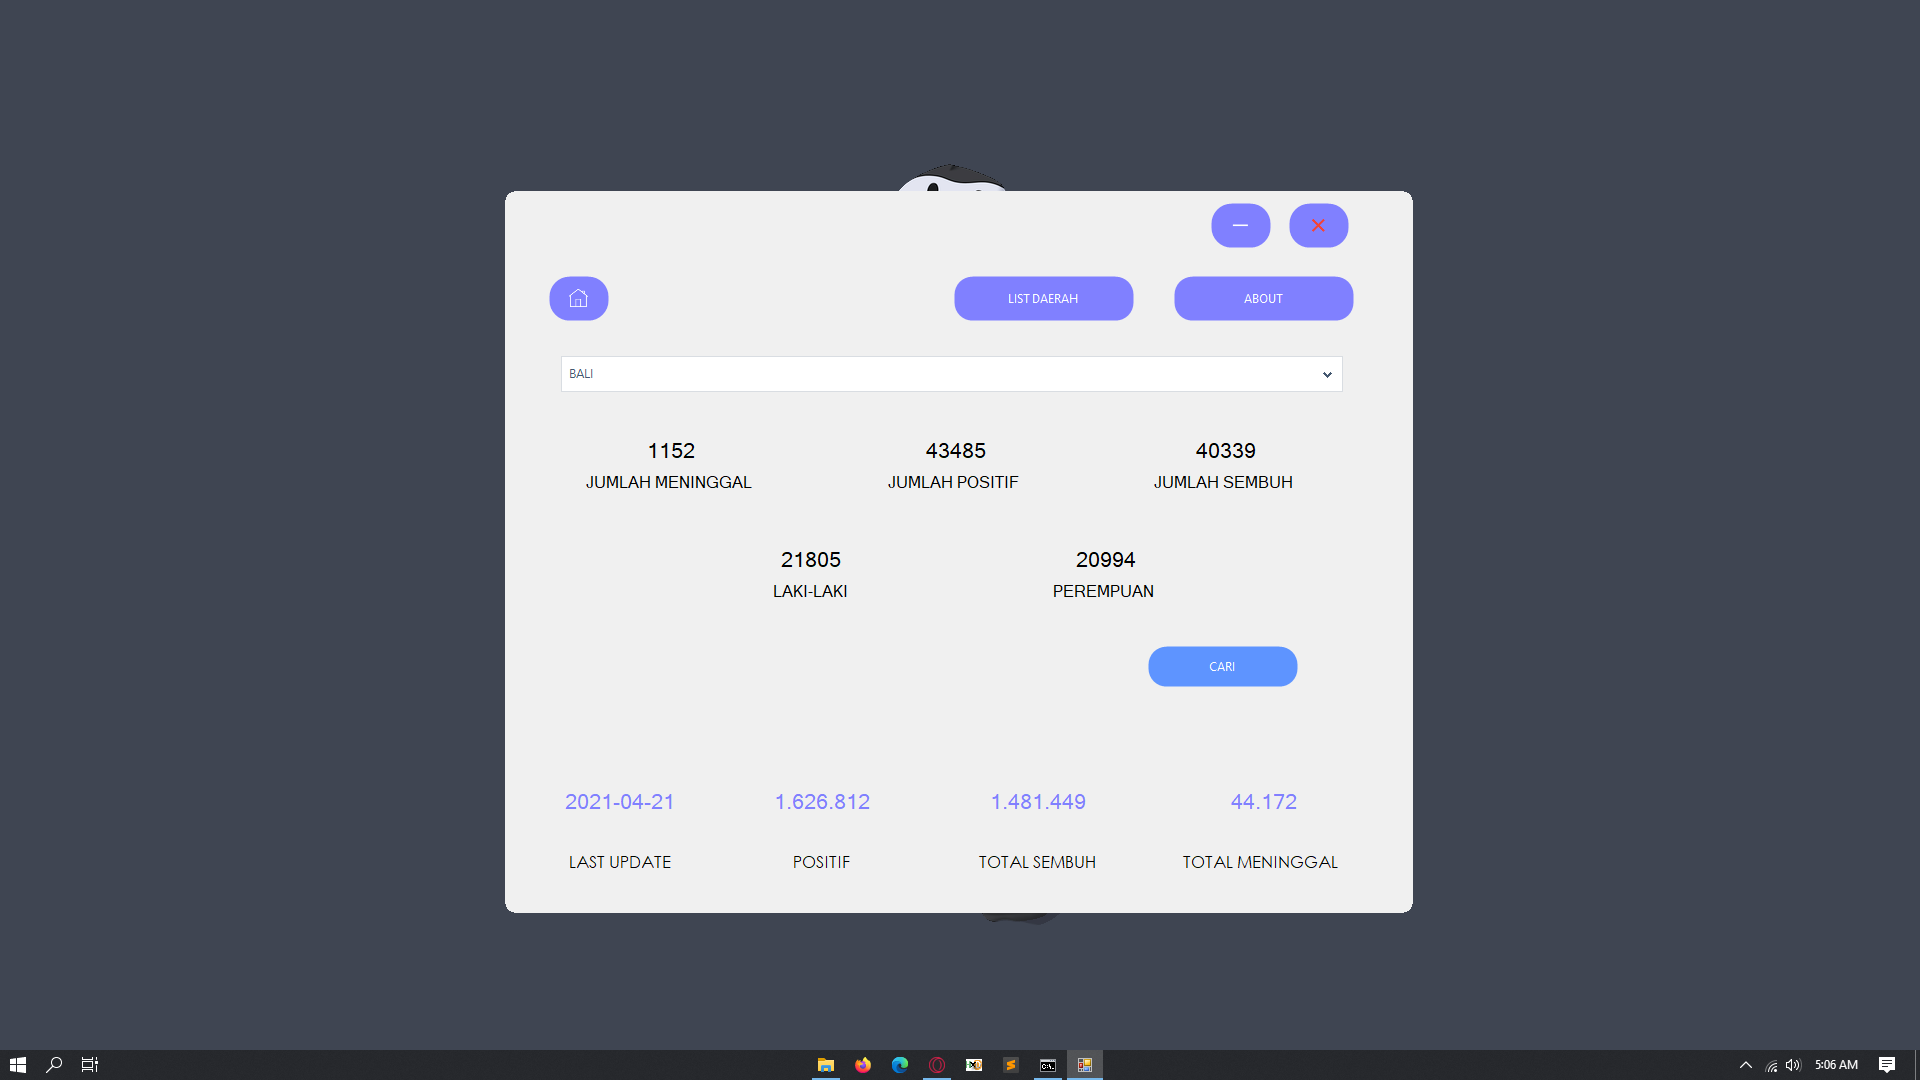 LIST DAERAH
ABOUT
BALI
1152
43485
40339
JUMLAH MENINGGAL
JUMLAH POSITIF
JUMLAH SEMBUH
21805
20994
LAKI-LAKI
PEREMPUAN
CARI
2021-04-21
1.626.812
1.481.449
44.172
LAST UPDATE
POSITIF
TOTAL SEMBUH
TOTAL MENINGGAL
5:06 AM